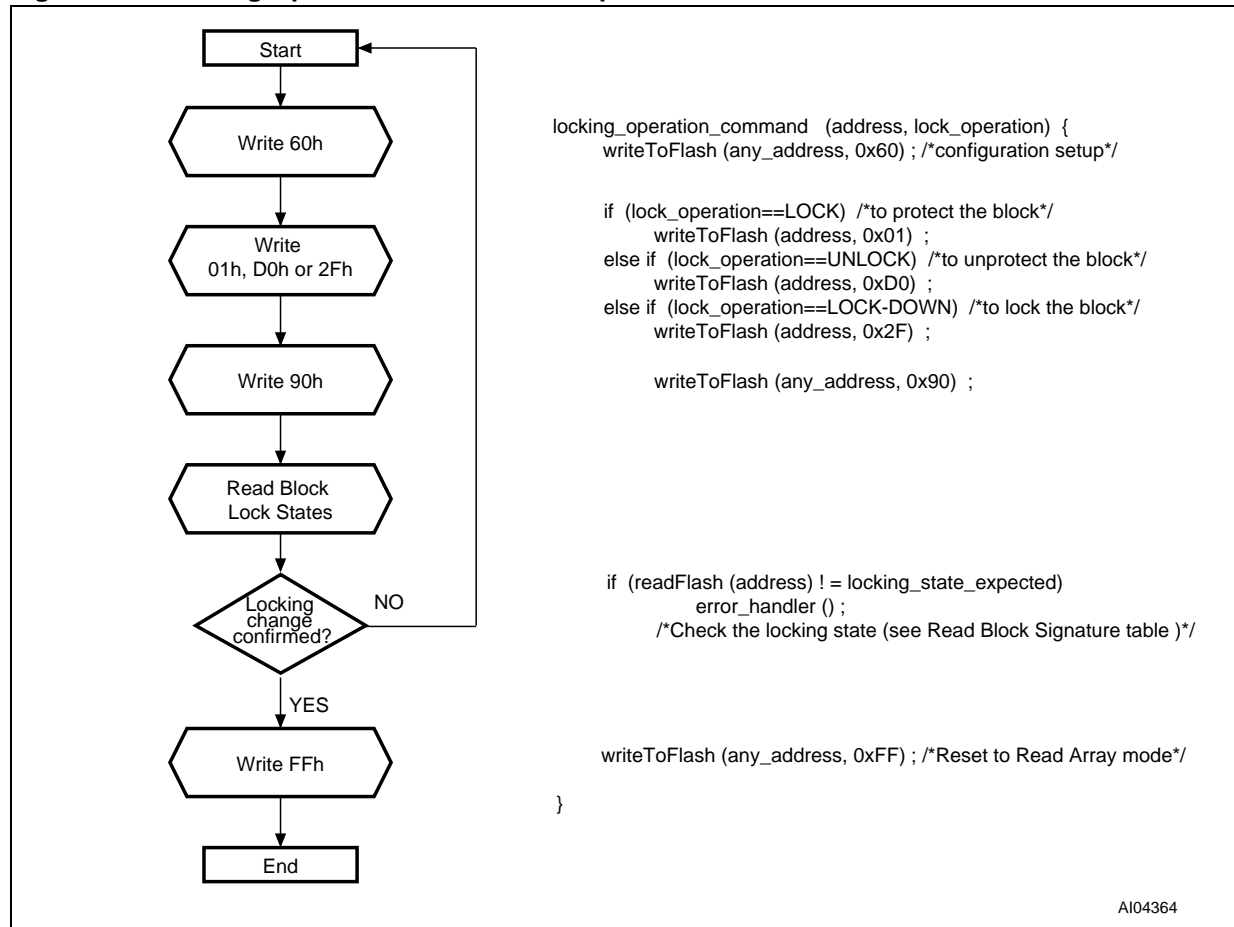 Start
Write 60h
Write
01h, D0h or 2Fh
Write 90h
Read Block
Lock States
Locking
change
confirmed?
NO
YES
Write FFh
End
locking_operation_command (address, lock_operation) {
writeToFlash (any_address, 0x60) ; /*configuration setup*/
if (lock_operation==LOCK) /*to protect the block*/
writeToFlash (address, 0x01) ;
else if (lock_operation==UNLOCK) /*to unprotect the block*/
writeToFlash (address, 0xD0) ;
else if (lock_operation==LOCK-DOWN) /*to lock the block*/
writeToFlash (address, 0x2F) ;
writeToFlash (any_address, 0x90) ;
if (readFlash (address) ! = locking_state_expected)
error_handler () ;
/*Check the locking state (see Read Block Signature table )*/
writeToFlash (any_address, 0xFF) ; /*Reset to Read Array mode*/
}
AI04364